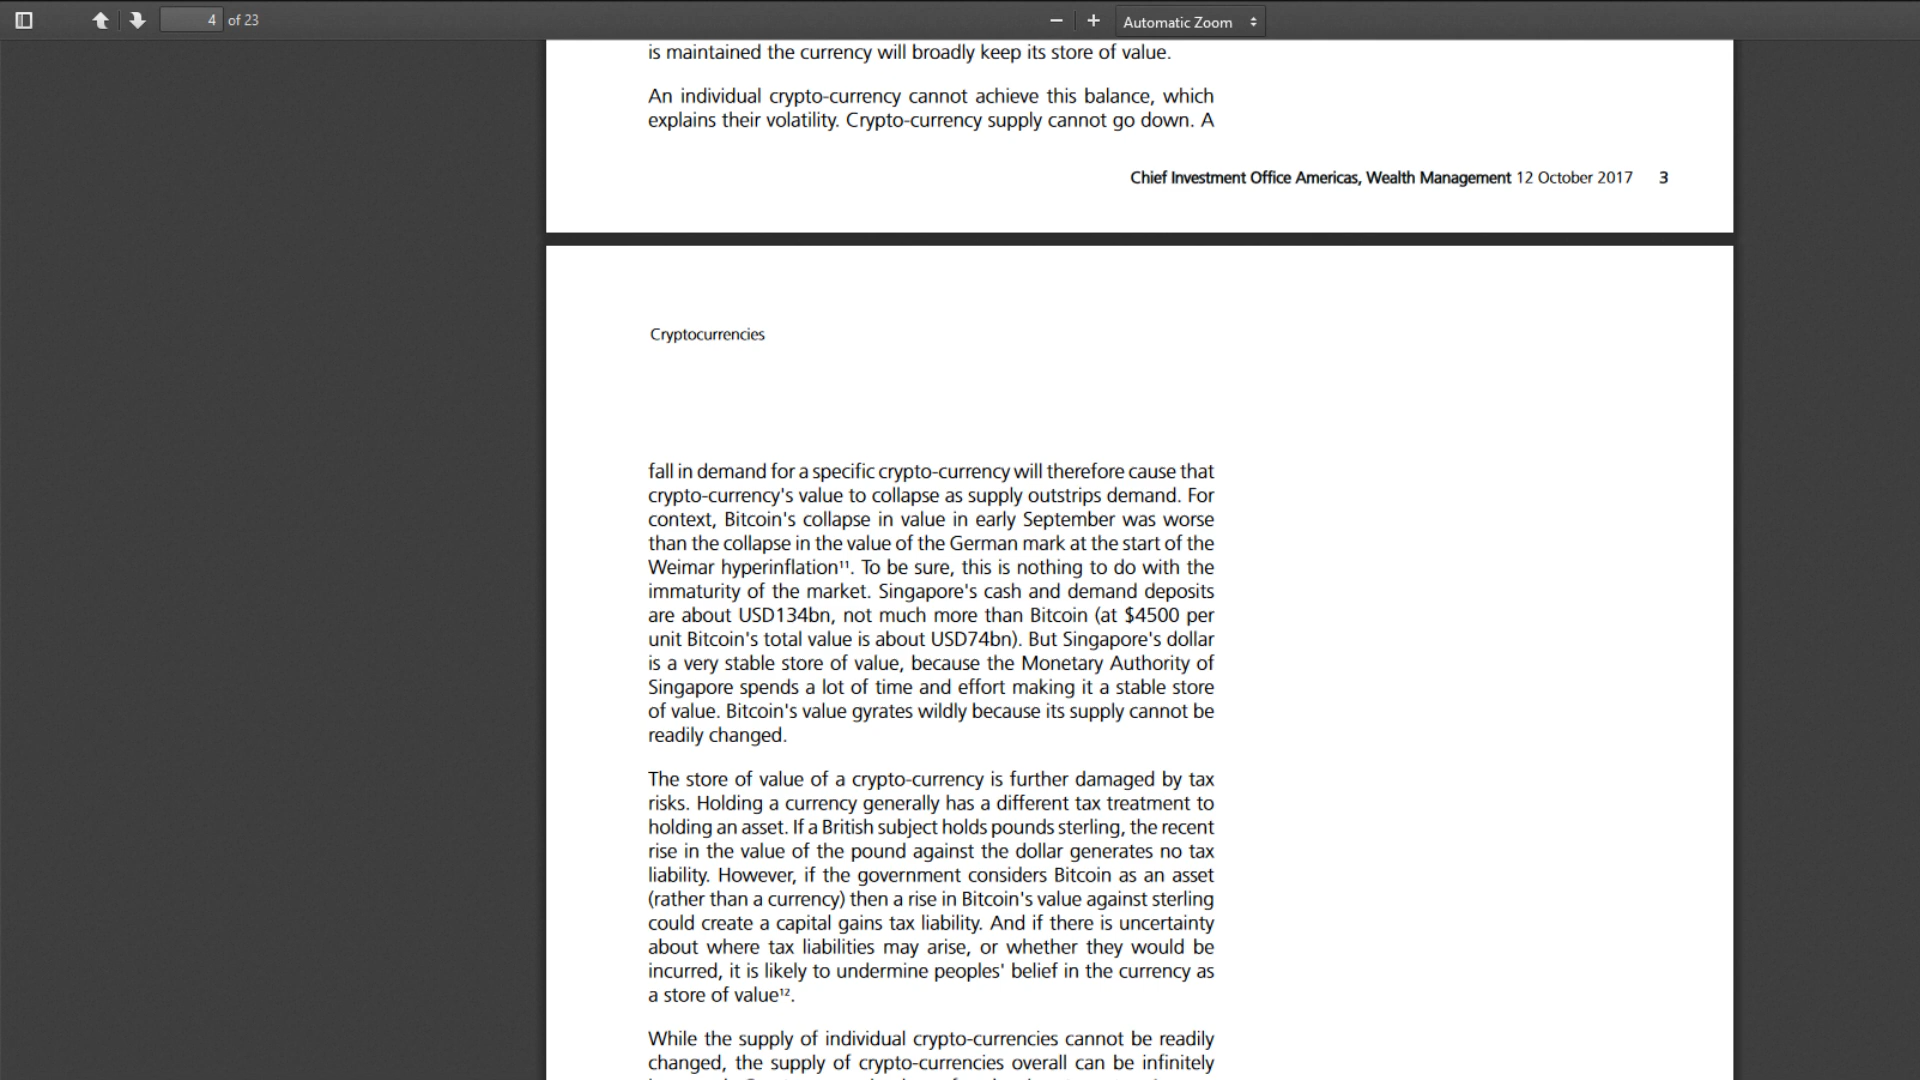 4 of 23
Automatic Zoom
is maintained the currency will broadly keep its store of value.
An individual crypto-currency cannot achieve this balance, which
explains their volatility. Crypto-currency supply cannot go down. A
Chief Investment Office Americas, Wealth Management 12 October 2017 3
Cryptocurrencies
fall in demand for a specific crypto-currency will therefore cause that
crypto-currency's value to collapse as supply outstrips demand. For
context, Bitcoin's collapse in value in early September was worse
than the collapse in the value of the German mark at the start of the
Weimar hyperinflation¹¹. To be sure, this is nothing to do with the
immaturity of the market. Singapore's cash and demand deposits
are about USD134bn, not much more than Bitcoin (at $4500 per
unit Bitcoin's total value is about USD74bn). But Singapore's dollar
is a very stable store of value, because the Monetary Authority of
Singapore spends a lot of time and effort making it a stable store
of value. Bitcoin's value gyrates wildly because its supply cannot be
readily changed.
The store of value of a crypto-currency is further damaged by tax
risks. Holding a currency generally has a different tax treatment to
holding an asset. If a British subject holds pounds sterling, the recent
rise in the value of the pound against the dollar generates no tax
liability. However, if the government considers Bitcoin as an asset
(rather than a currency) then a rise in Bitcoin's value against sterling
could create a capital gains tax liability. And if there is uncertainty
about where tax liabilities may arise, or whether they would be
incurred, it is likely to undermine peoples' belief in the currency as
a store of value¹².
While the supply of individual crypto-currencies cannot be readily
changed, the supply of crypto-currencies overall can be infinitely